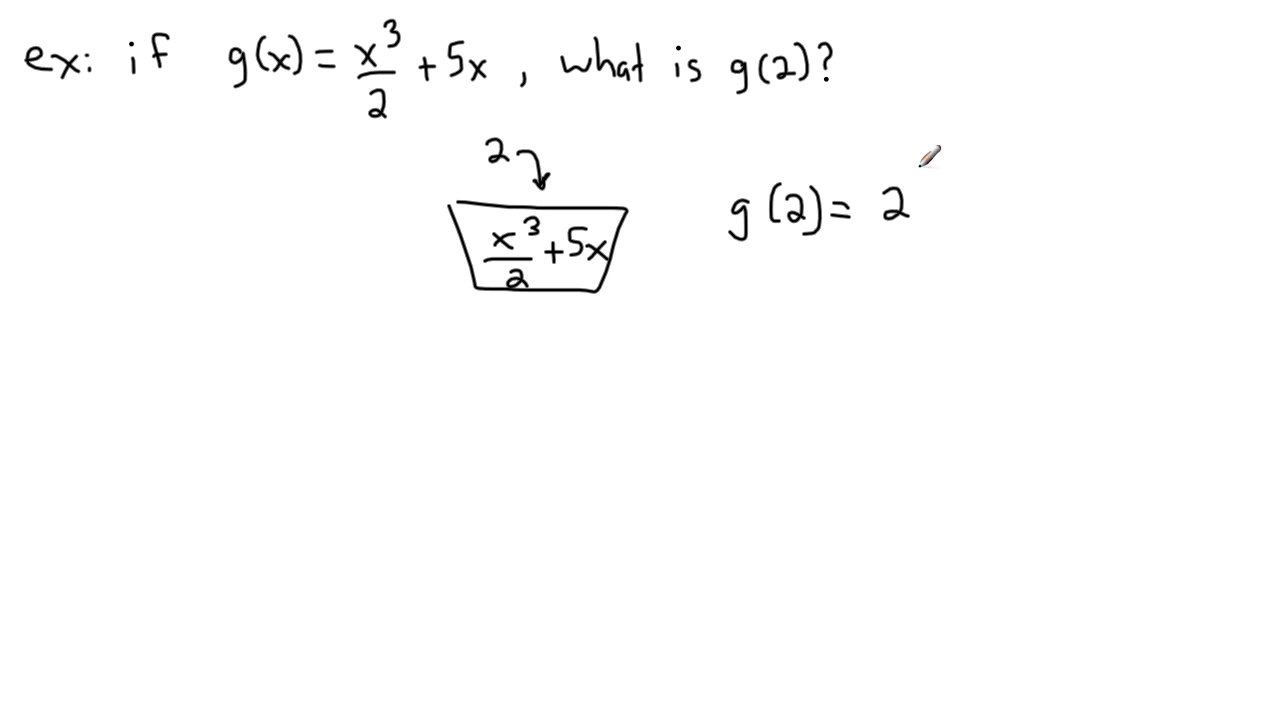 ex: if g(x) = x³/2 + 5x , what is g(2)?
2
x³/2 + 5x
g(2) = 2